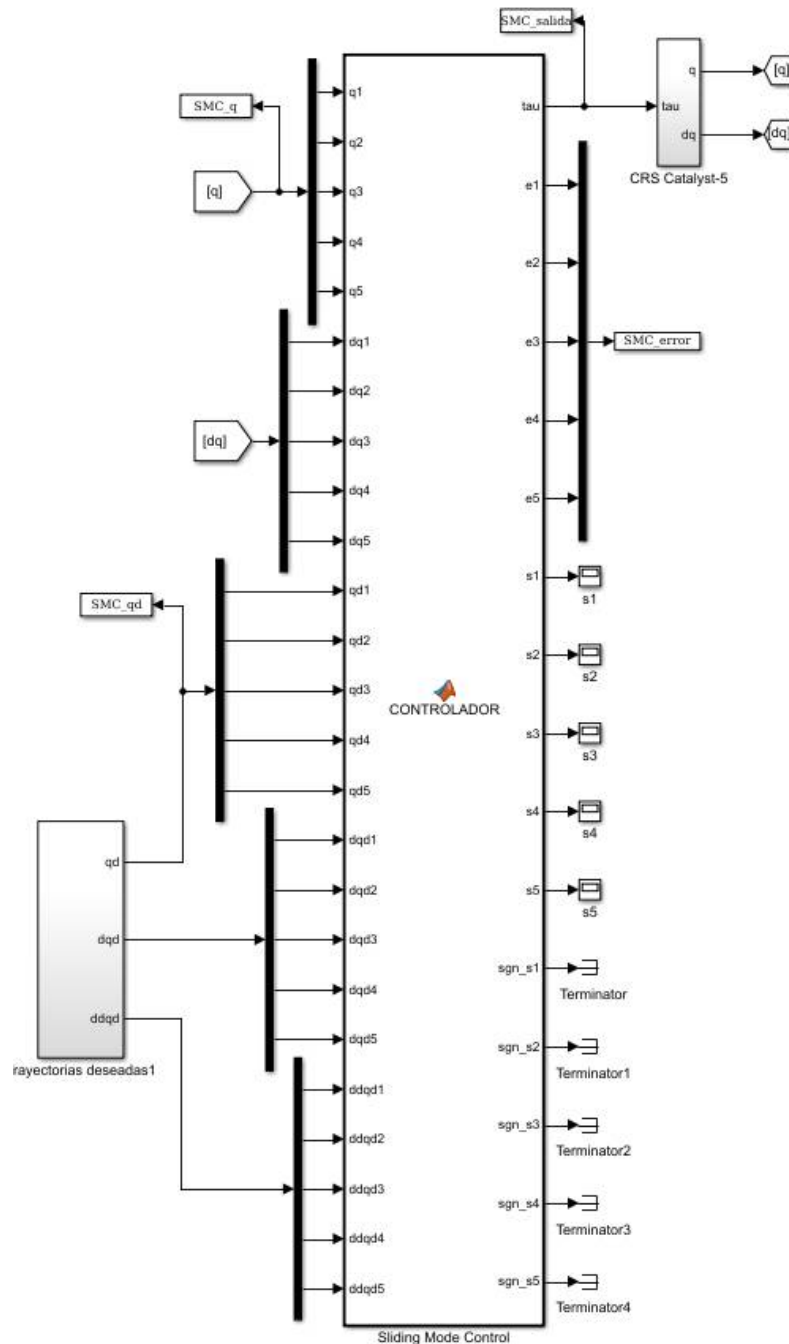 SMC_salida
q
[q]
tau
tau
dq
[dq]
CRS Catalyst-5
SMC_q
[q]
q1
q2
q3
q4
q5
[dq]
dq1
dq2
dq3
dq4
dq5
SMC_qd
qd1
qd2
qd3
qd4
qd5
qd
dqd
ddqd
rayectorias deseadas1
dqd1
dqd2
dqd3
dqd4
dqd5
ddqd1
ddqd2
ddqd3
ddqd4
ddqd5
CONTROLADOR
e1
e2
e3
e4
e5
SMC_error
s1
s1
s2
s2
s3
s3
s4
s4
s5
s5
sgn_s1
Terminator
sgn_s2
Terminator1
sgn_s3
Terminator2
sgn_s4
Terminator3
sgn_s5
Terminator4
Sliding Mode Control